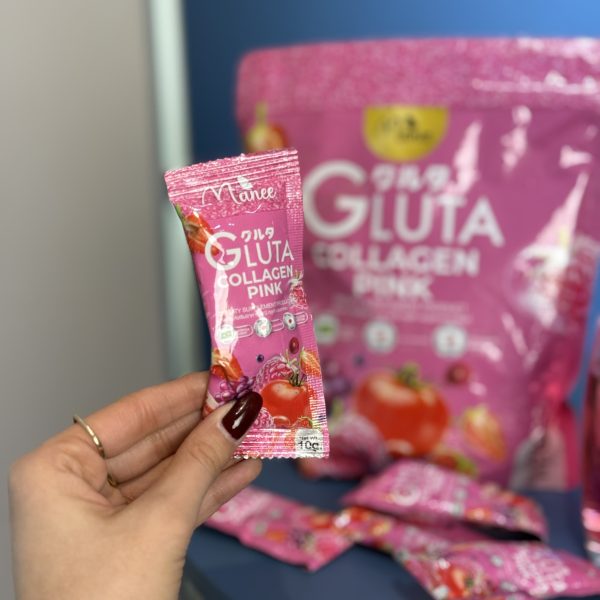 Manee
グルタ
GLUTA
COLLAGEN
PINK
Net Wt.
10g.
グルタ
GLUTA
COLLAGEN
PINK